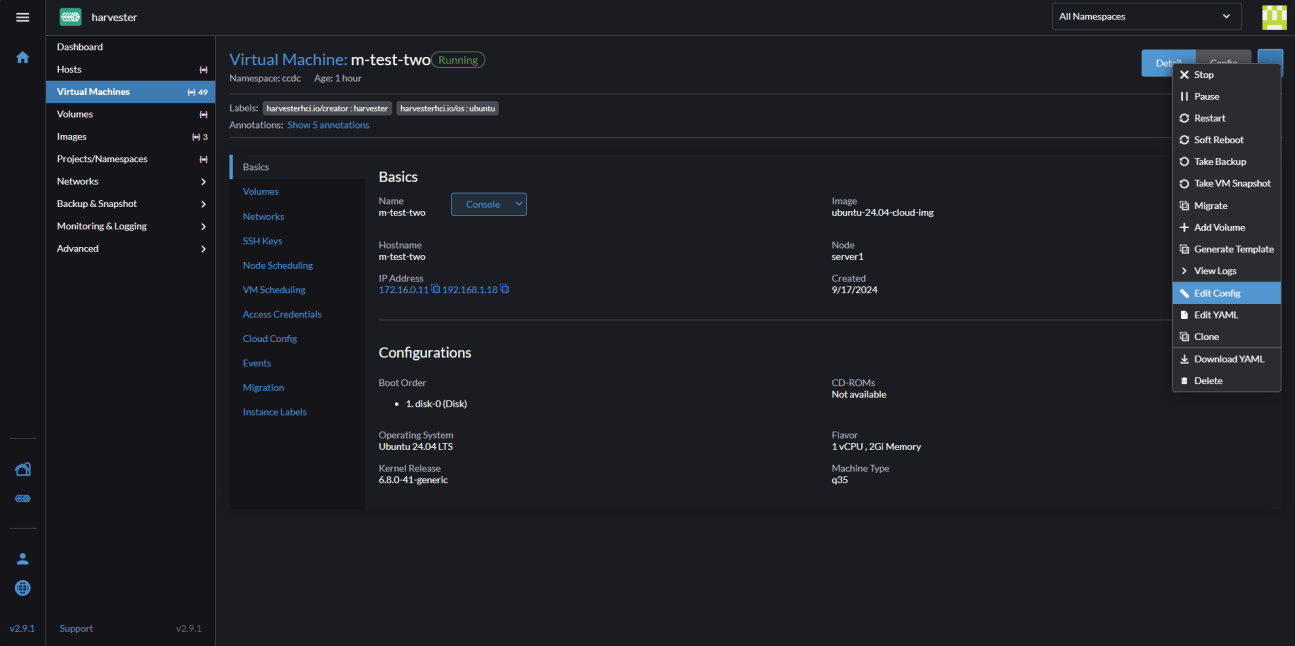 harvester
All Namespaces
Dashboard
Hosts
Virtual Machines 49
Volumes
Images 3
Projects/Namespaces
Networks
Backup & Snapshot
Monitoring & Logging
Advanced
v2.9.1
Support v2.9.1
Virtual Machine: m-test-two Running
Namespace: ccdc Age: 1 hour
Detail Config
Labels: harvesterhci.io/creator : harvester harvesterhci.io/os : ubuntu
Annotations: Show 5 annotations
Basics
Volumes
Networks
SSH Keys
Node Scheduling
VM Scheduling
Access Credentials
Cloud Config
Events
Migration
Instance Labels
Basics
Name
m-test-two
Console
Image
ubuntu-24.04-cloud-img
Hostname
m-test-two
Node
server1
IP Address
172.16.0.11 192.168.1.18
Created
9/17/2024
Configurations
Boot Order
• 1. disk-0 (Disk)
CD-ROMs
Not available
Operating System
Ubuntu 24.04 LTS
Flavor
1 vCPU , 2Gi Memory
Kernel Release
6.8.0-41-generic
Machine Type
q35
Stop
Pause
Restart
Soft Reboot
Take Backup
Take VM Snapshot
Migrate
Add Volume
Generate Template
View Logs
Edit Config
Edit YAML
Clone
Download YAML
Delete